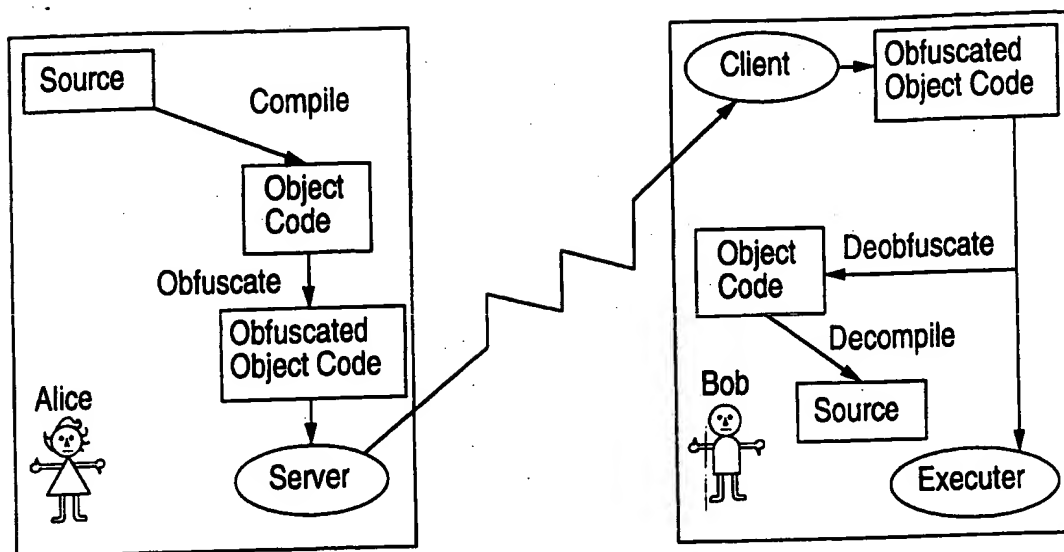 Source
Compile
Object
Code
Obfuscate
Obfuscated
Object Code
Alice
Server
Client
Obfuscated
Object Code
Object
Code
Deobfuscate
Decompile
Bob
Source
Executer